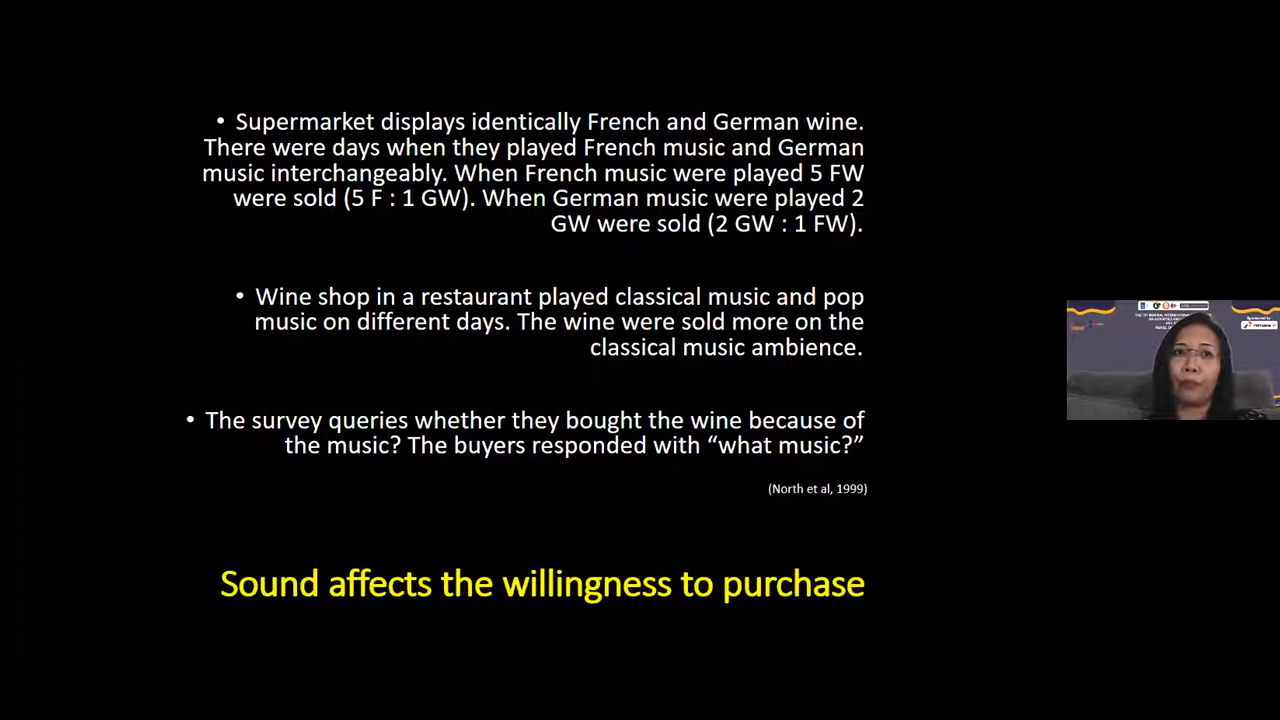 • Supermarket displays identically French and German wine.
There were days when they played French music and German
music interchangeably. When French music were played 5 FW
were sold (5 F : 1 GW). When German music were played 2
GW were sold (2 GW : 1 FW).
• Wine shop in a restaurant played classical music and pop
music on different days. The wine were sold more on the
classical music ambience.
• The survey queries whether they bought the wine because of
the music? The buyers responded with “what music?”
(North et al, 1999)
Sound affects the willingness to purchase